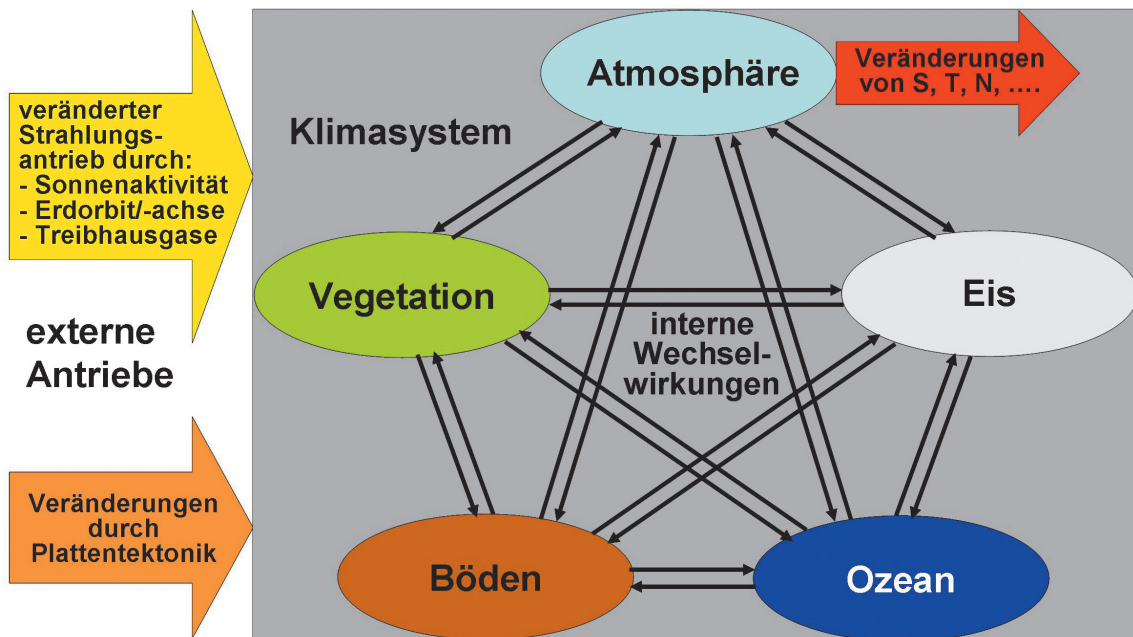 veränderter
Strahlungs-
antrieb durch:
- Sonnenaktivität
- Erdorbit/-achse
- Treibhausgase
externe
Antriebe
Veränderungen
durch
Plattentektonik
Klimasystem
Atmosphäre
Veränderungen
von S, T, N, ....
Vegetation
Eis
interne
Wechsel-
wirkungen
Böden
Ozean